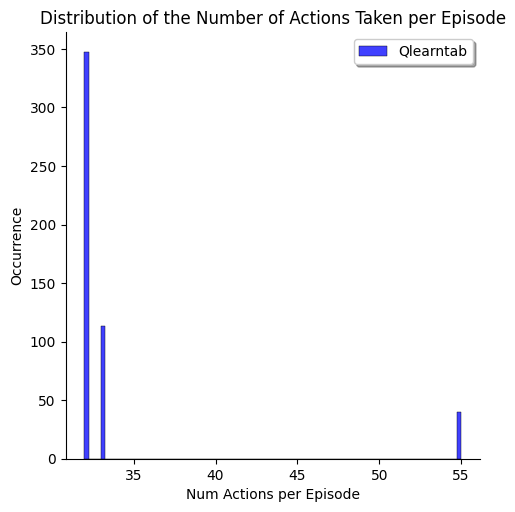 Distribution of the Number of Actions Taken per Episode
Qlearntab
350
300
250
200
150
100
50
0
Occurrence
35 40 45 50 55
Num Actions per Episode